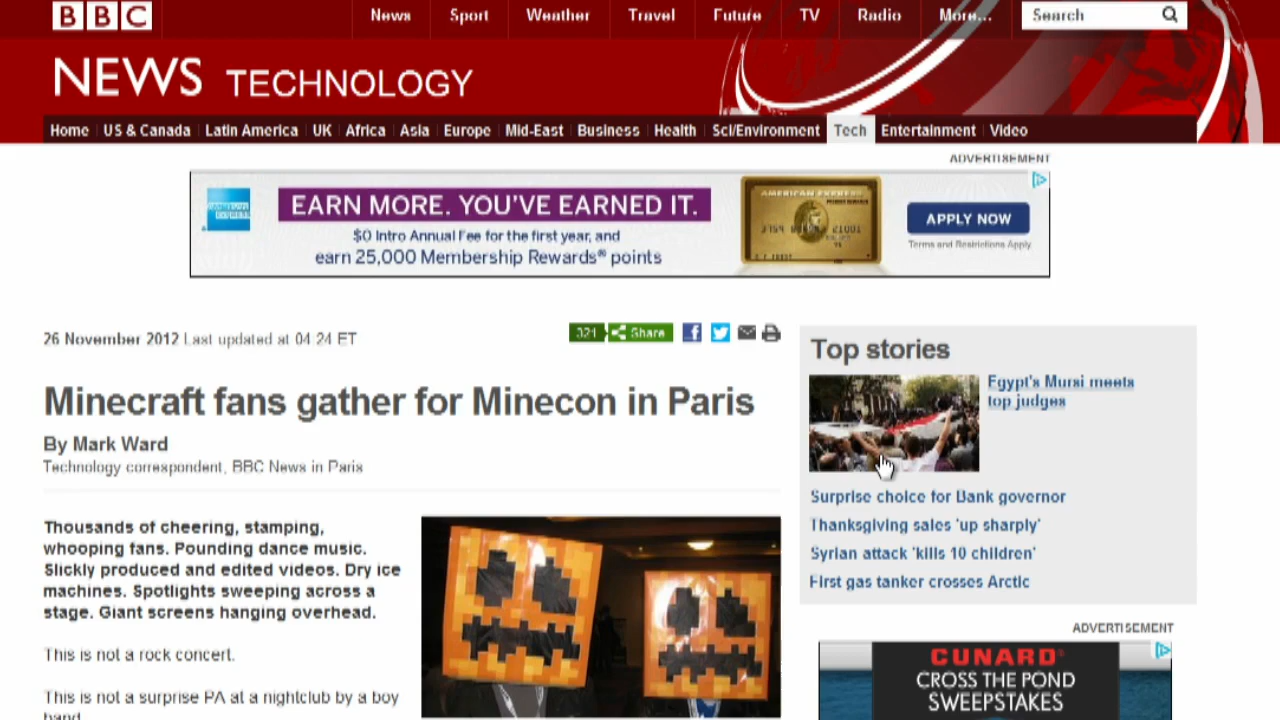 BBC
News Sport Weather Travel Future TV Radio More... Search
NEWS TECHNOLOGY
Home US & Canada Latin America UK Africa Asia Europe Mid-East Business Health Sci/Environment Tech Entertainment Video
ADVERTISEMENT
AMERICAN EXPRESS
EARN MORE. YOU'VE EARNED IT.
$0 Intro Annual Fee for the first year, and
earn 25,000 Membership Rewards® points
AMERICAN EXPRESS
APPLY NOW
Terms and Restrictions Apply
26 November 2012 Last updated at 04:24 ET
321 Share
Minecraft fans gather for Minecon in Paris
By Mark Ward
Technology correspondent, BBC News in Paris
Thousands of cheering, stamping,
whooping fans. Pounding dance music.
Slickly produced and edited videos. Dry ice
machines. Spotlights sweeping across a
stage. Giant screens hanging overhead.
This is not a rock concert.
This is not a surprise PA at a nightclub by a boy
band
Top stories
Egypt's Mursi meets
top judges
Surprise choice for Bank governor
Thanksgiving sales 'up sharply'
Syrian attack 'kills 10 children'
First gas tanker crosses Arctic
ADVERTISEMENT
CUNARD®
CROSS THE POND
SWEEPSTAKES